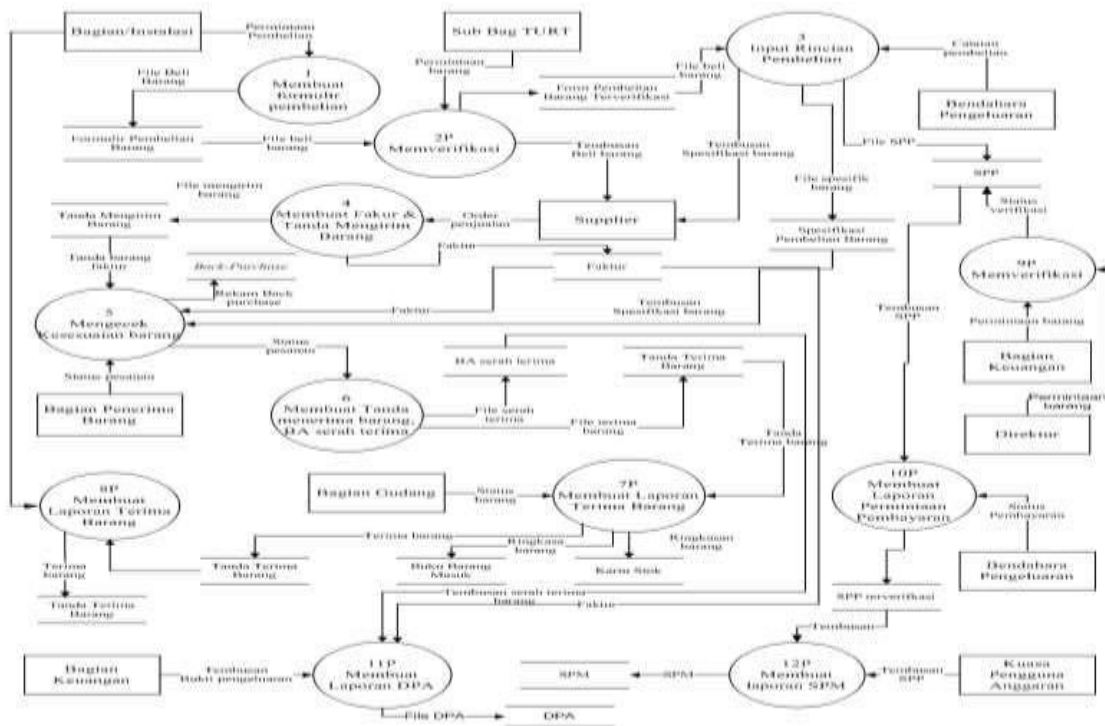 Bagian/Instalasi
Permintaan
Pembelian
Sub Bag TURT
3
Input Rincian
Pembelian
Catatan
pembelian
File Beli
Barang
1
Membuat
formulir
pembelian
Permintaan
barang
Form Pembelian
Barang Terverifikasi
File beli
barang
Bendahara
Pengeluaran
Formulir Pembelian
Barang
File beli
barang
2P
Memverifikasi
Tembusan
Beli barang
Tembusan
Spesifikasi barang
File SPP
SPP
File mengirim
barang
File spesifik
barang
Status
verifikasi
Tanda Mengirim
Barang
4
Membuat Fakur &
Tanda Mengirim
Barang
Order
penjualan
Supplier
Spesifikasi
Pembelian Barang
Tanda barang
faktur
Back-Purchase
Faktur
Faktur
9P
Memverifikasi
Rekam Back
purchase
5
Mengecek
Kesesuaian barang
Faktur
Tembusan
Spesifikasi Barang
Tembusan
SPP
Permintaan barang
Status
pesanan
BA serah terima
Tanda Terima
Barang
Bagian
Keuangan
Status pesanan
Bagian Penerima
Barang
6
Membuat Tanda
menerima barang,
BA serah terima
File serah
terima
File terima
barang
Tanda
Terima barang
Permintaan
barang
Direktur
8P
Membuat
Laporan Terima
Barang
Bagian Gudang
Status
barang
7P
Membuat Laporan
Terima Barang
10P
Membuat
Laporan
Permintaan
Pembayaran
Status
Pembayaran
Terima barang
Ringkasa
barang
Ringkasan
barang
Terima
barang
Tanda Terima
Barang
Buku Barang
Masuk
Kartu Stok
Bendahara
Pengeluaran
Tanda Terima
Barang
Tembusan serah terima
barang
Faktur
SPP terverifikasi
Tembusan
Bagian
Keuangan
Tembusan
Bukti pengeluaran
11P
Membuat
Laporan DPA
SPM
SPM
12P
Membuat
laporan SPM
Tembusan
SPP
Kuasa
Pengguna
Anggaran
File DPA
DPA